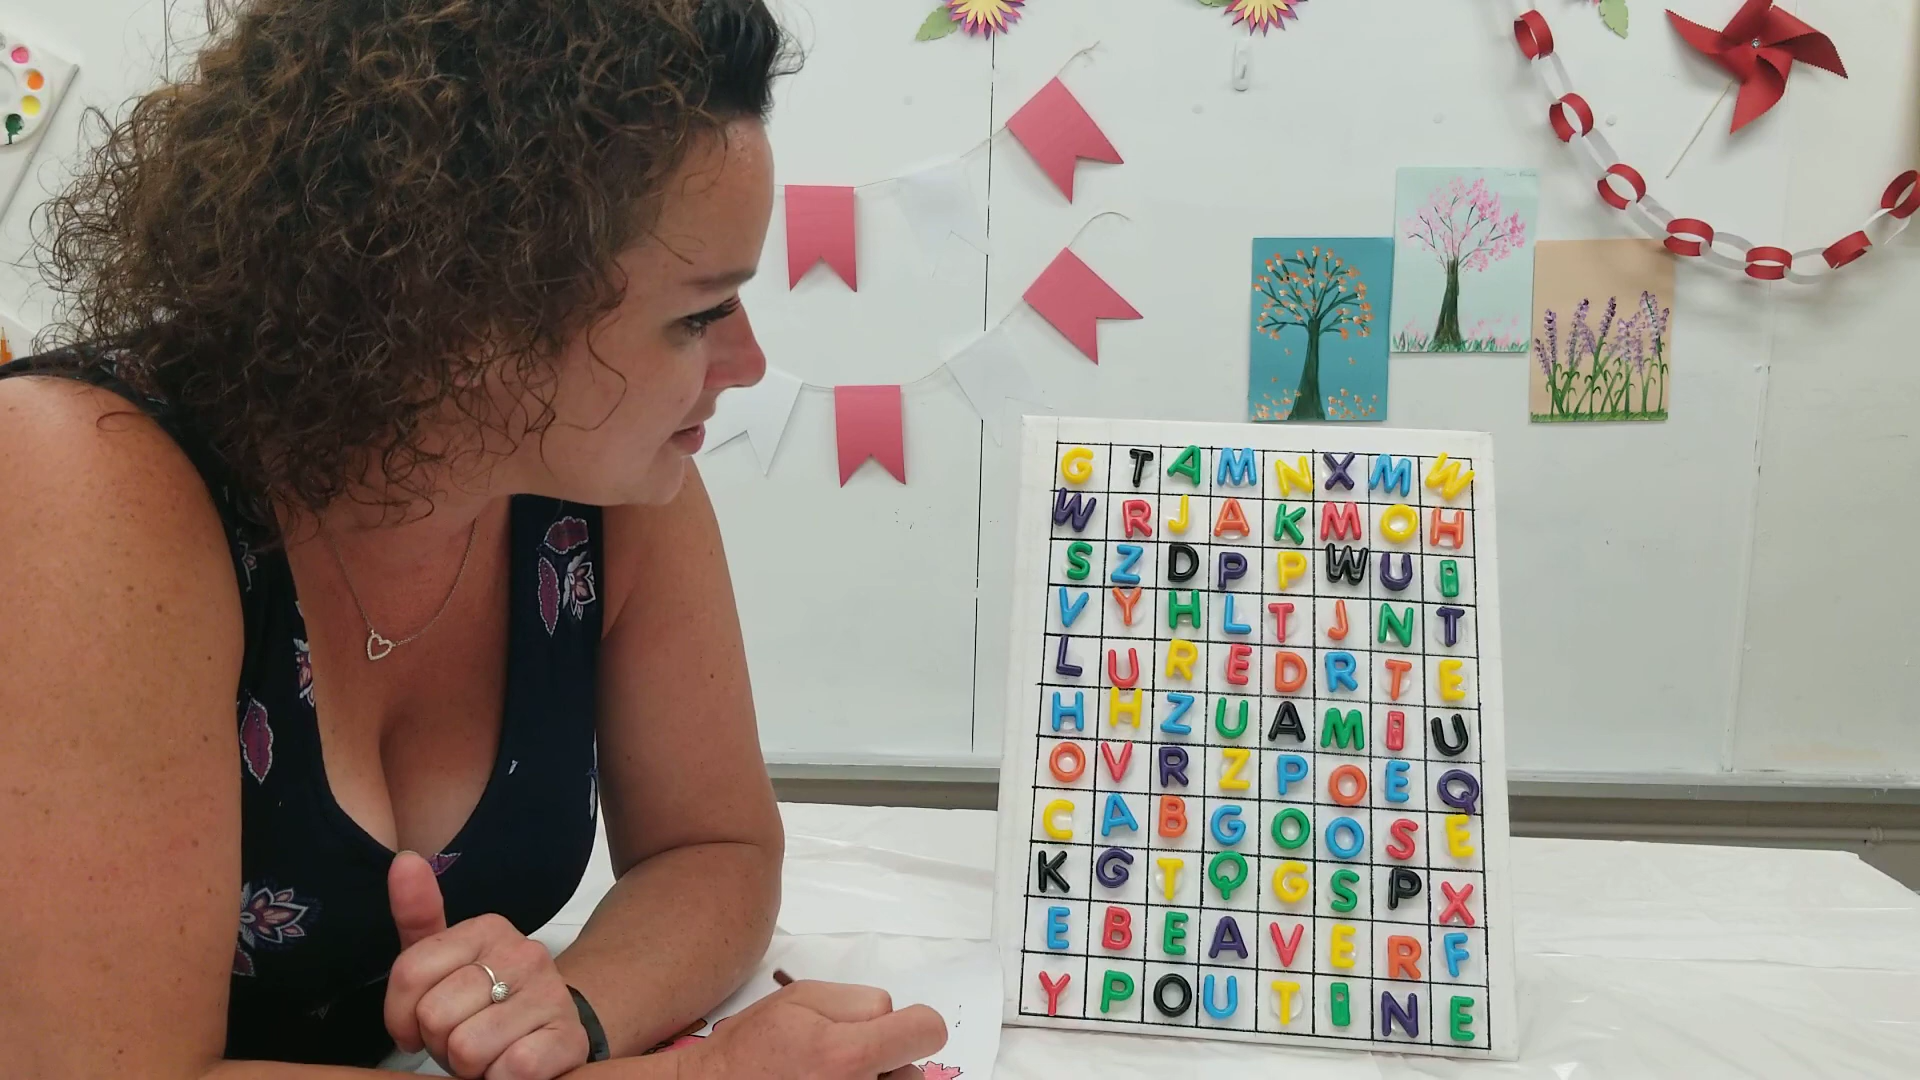 G T A M N X M W
W R J A K M O H
S Z D P P W U I
V Y H L T J N T
L U R E D R T E
H H Z U A M I U
O V R Z P O E Q
C A B G O O S E
K G T Q G S P X
E B E A V E R F
Y P O U T I N E